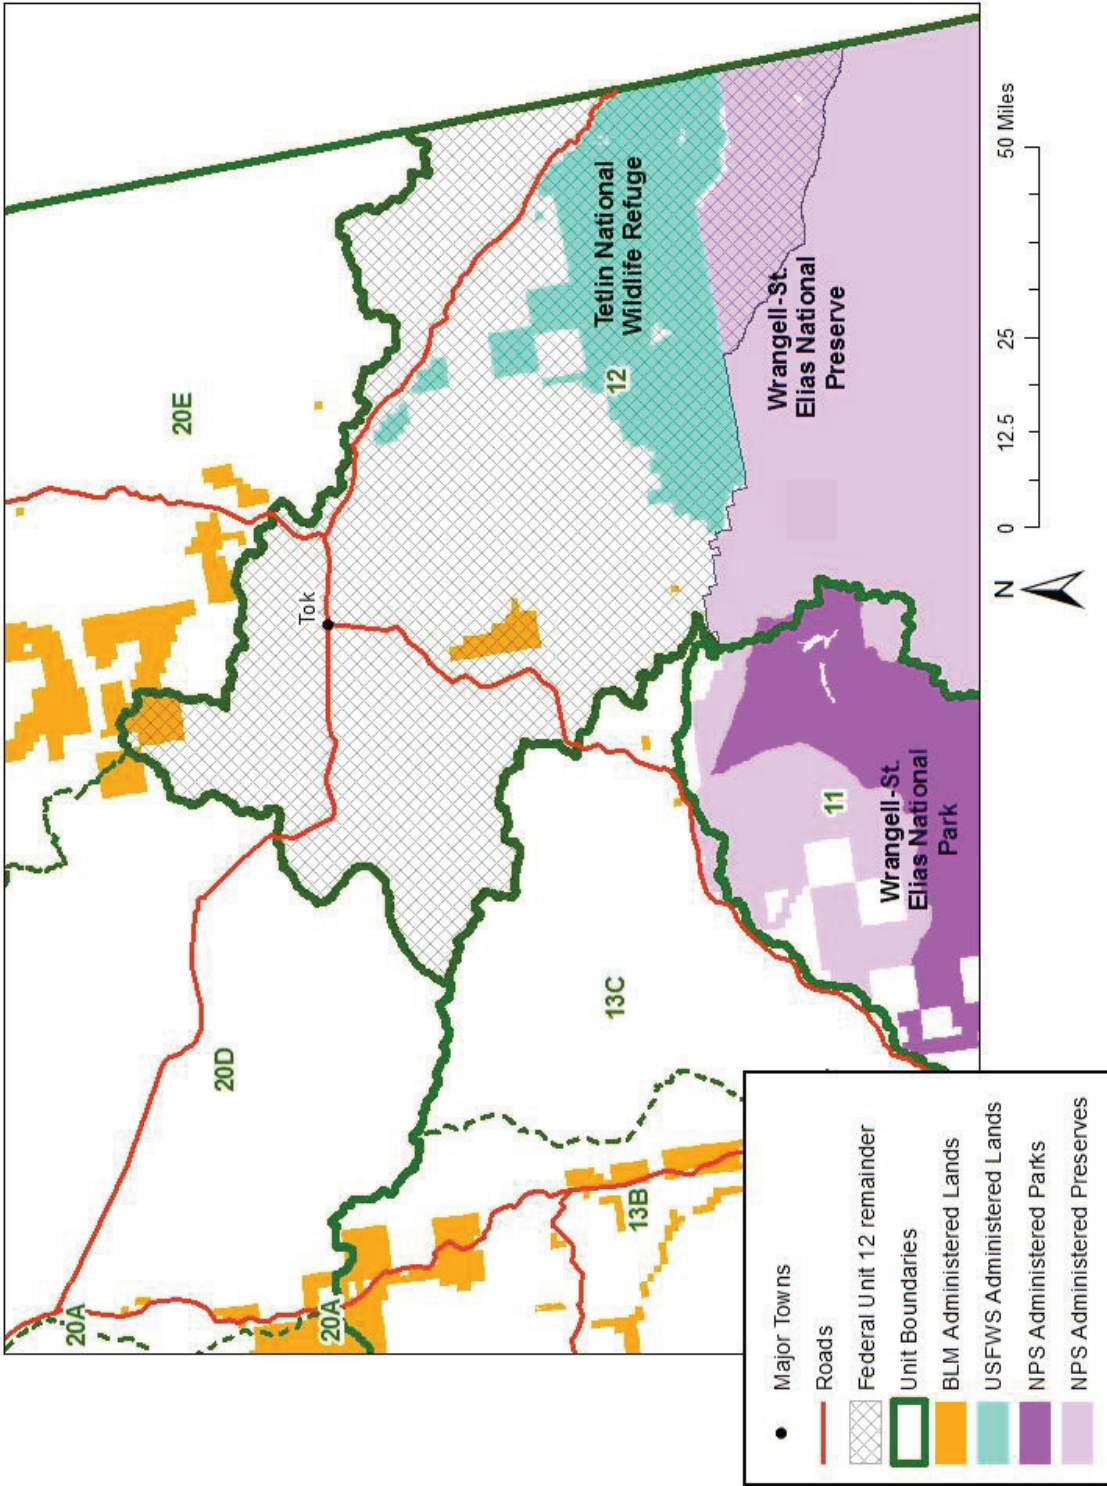 20E
Tok
20D
20A
20A
13B
13C
12
11
Tetlin National
Wildlife Refuge
Wrangell-St.
Elias National
Preserve
Wrangell-St.
Elias National
Park
N
0 12.5 25 50 Miles
Major Towns
Roads
Federal Unit 12 remainder
Unit Boundaries
BLM Administered Lands
USFWS Administered Lands
NPS Administered Parks
NPS Administered Preserves